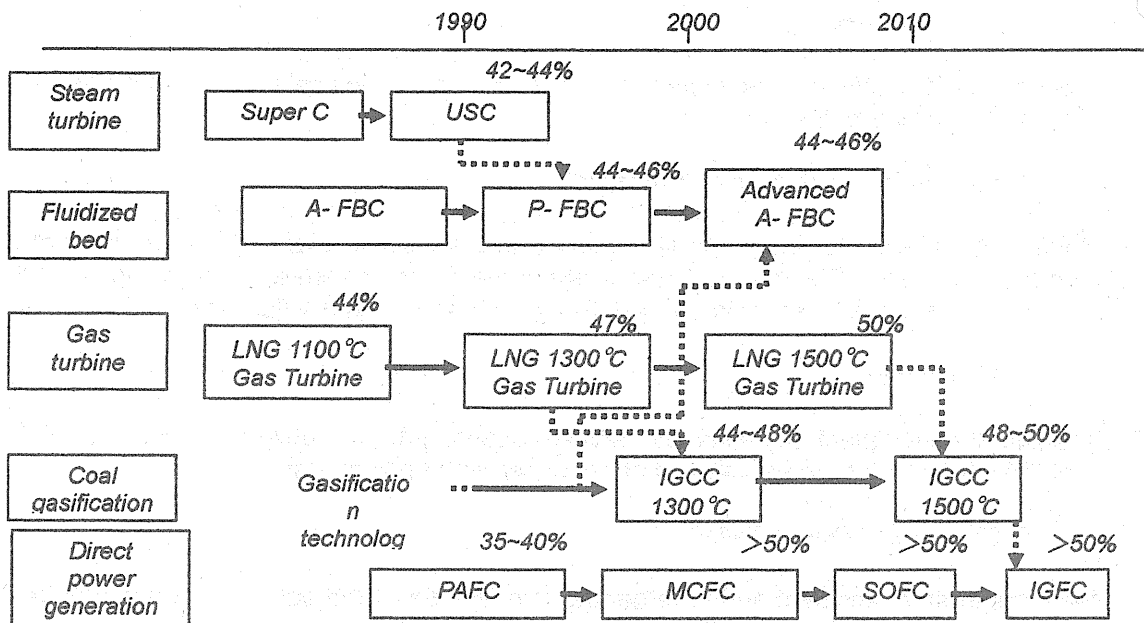 1990 2000 2010
42~44%
Steam
turbine
Super C
USC
44~46%
44~46%
Fluidized
bed
A- FBC
P- FBC
Advanced
A- FBC
44%
47%
50%
Gas
turbine
LNG 1100°C
Gas Turbine
LNG 1300°C
Gas Turbine
LNG 1500°C
Gas Turbine
44~48%
48~50%
Coal
gasification
Gasificatio
n
technolog
IGCC
1300°C
IGCC
1500°C
35~40%
>50%
>50%
>50%
Direct
power
generation
PAFC
MCFC
SOFC
IGFC